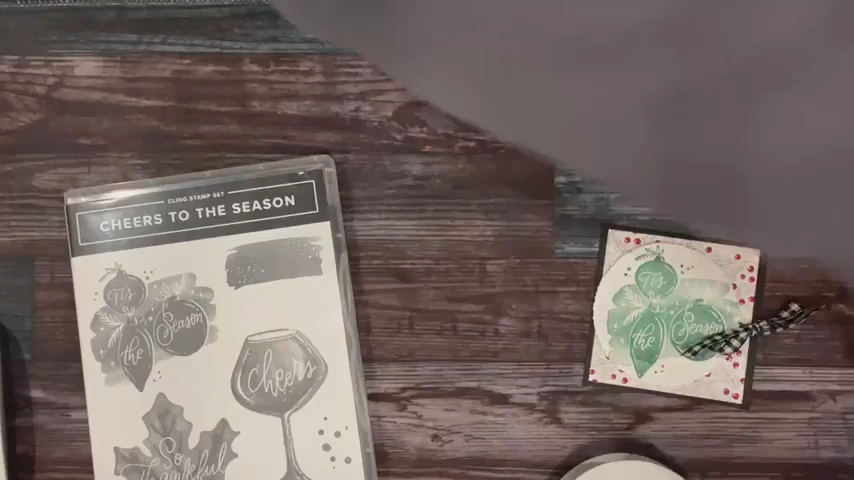 CLING STAMP SET
CHEERS TO THE SEASON
'Tis
the
Season
cheers
So
Thankful
'Tis
the
Season